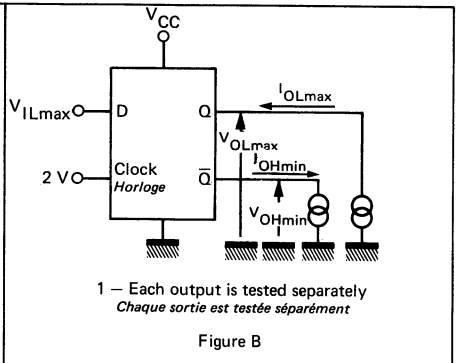 VCC
IOLmax
VILmax D Q
VOLmax
IOHmin
Clock
2 V Horloge Q̅
VOHmin
1 — Each output is tested separately
Chaque sortie est testée séparément
Figure B